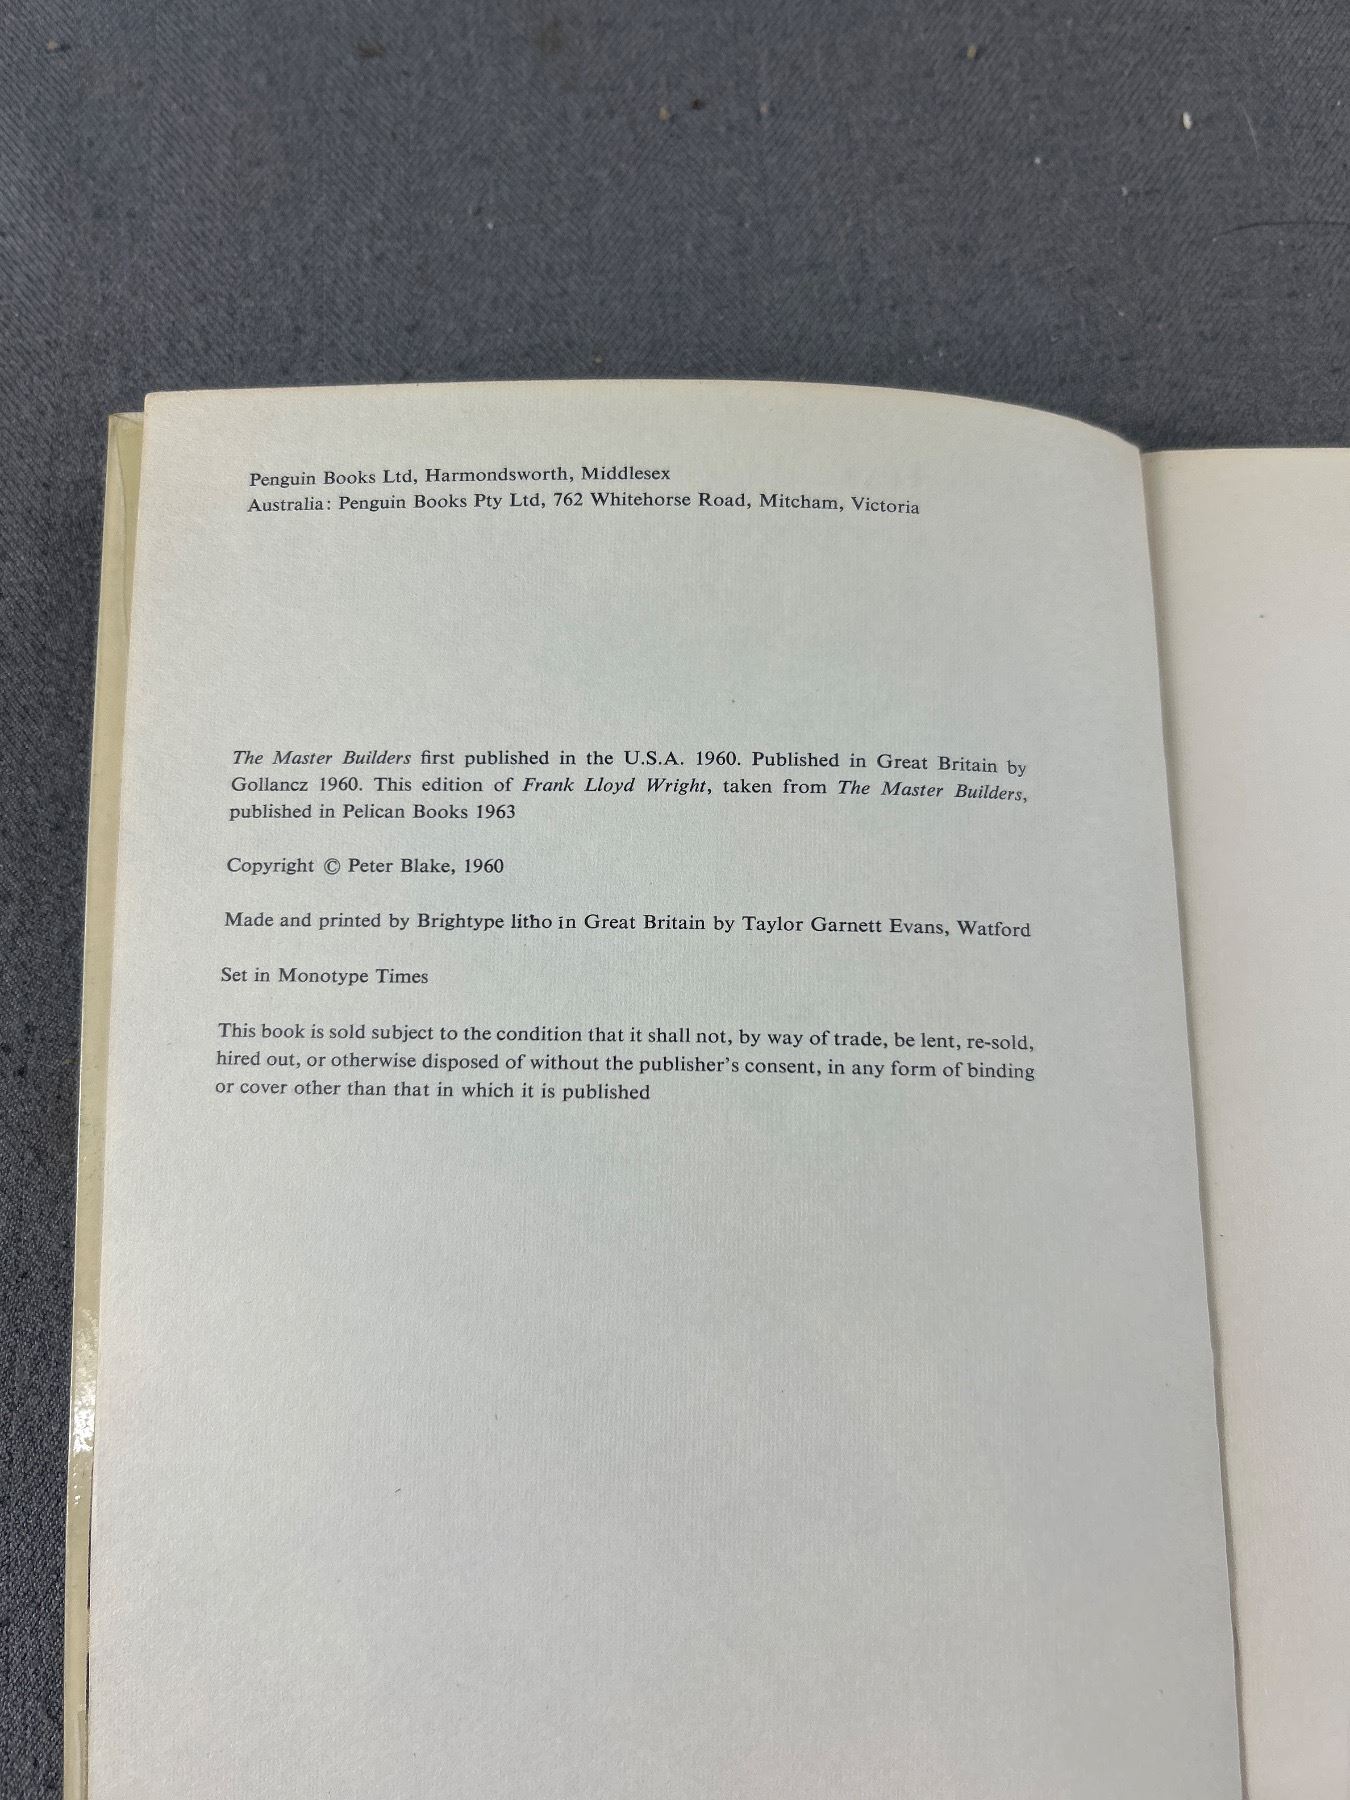 Penguin Books Ltd, Harmondsworth, Middlesex
Australia: Penguin Books Pty Ltd, 762 Whitehorse Road, Mitcham, Victoria
The Master Builders first published in the U.S.A. 1960. Published in Great Britain by
Gollancz 1960. This edition of Frank Lloyd Wright, taken from The Master Builders,
published in Pelican Books 1963
Copyright © Peter Blake, 1960
Made and printed by Brightype litho in Great Britain by Taylor Garnett Evans, Watford
Set in Monotype Times
This book is sold subject to the condition that it shall not, by way of trade, be lent, re-sold,
hired out, or otherwise disposed of without the publisher's consent, in any form of binding
or cover other than that in which it is published